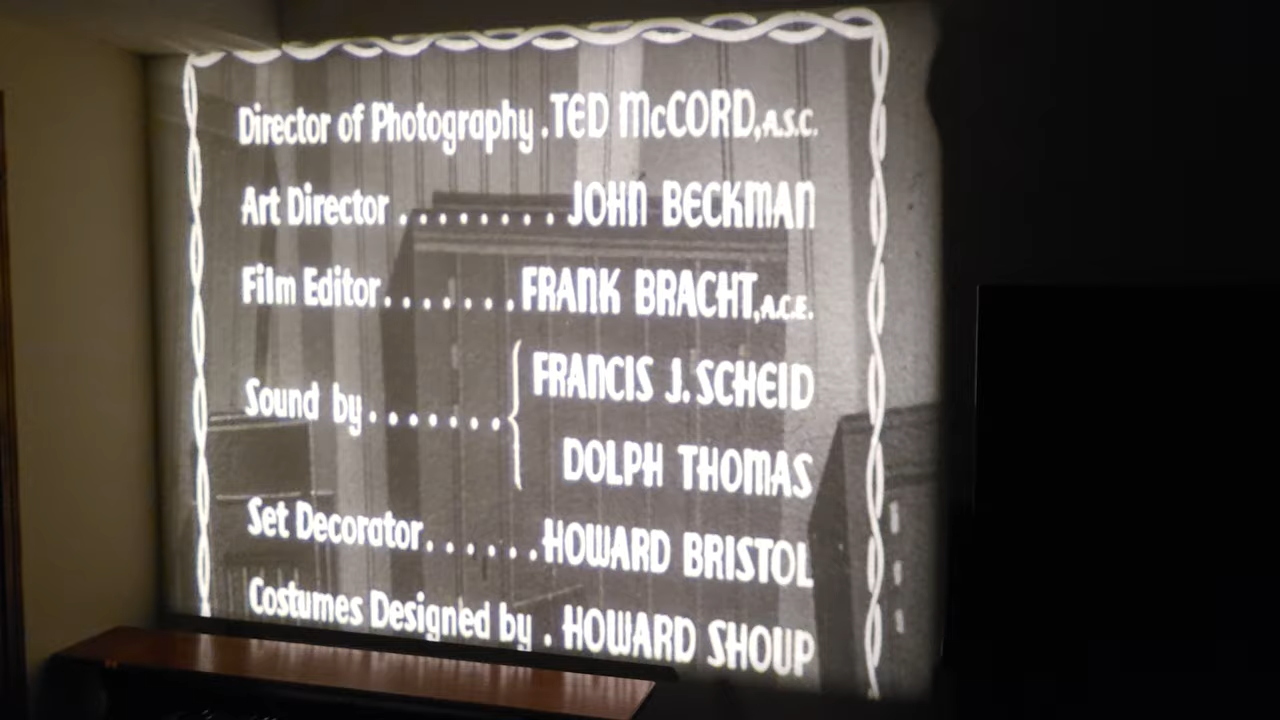 Director of Photography . TED McCORD, A.S.C.
Art Director . . . . . . . . JOHN BECKMAN
Film Editor . . . . . . . FRANK BRACHT, A.C.E.
Sound by . . . . . . . { FRANCIS J. SCHEID
DOLPH THOMAS
Set Decorator . . . . . . HOWARD BRISTOL
Costumes Designed by . HOWARD SHOUP